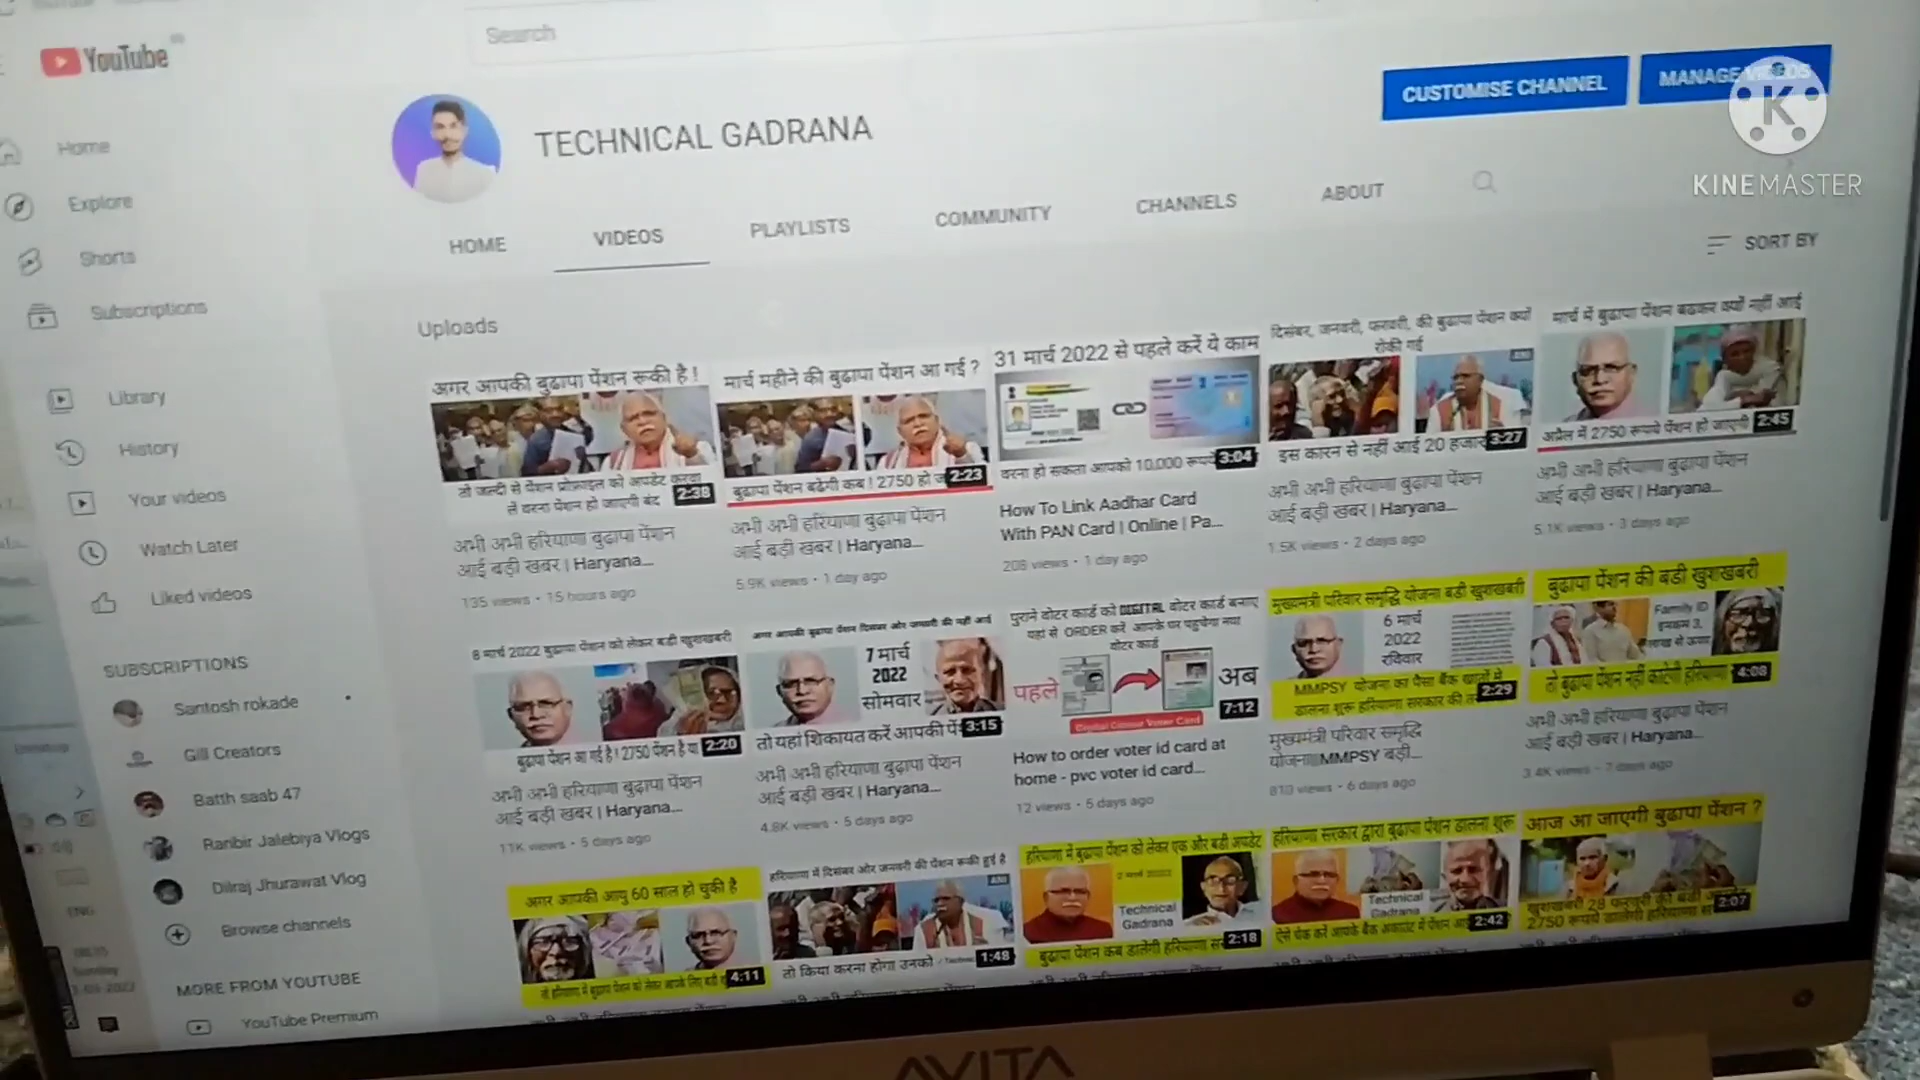 YouTube
Search
CUSTOMISE CHANNEL
MANAGE
KINEMASTER
TECHNICAL GADRANA
HOME
VIDEOS
PLAYLISTS
COMMUNITY
CHANNELS
ABOUT
SORT BY
Home
Explore
Shorts
Subscriptions
Library
History
Your videos
Watch Later
Liked videos
SUBSCRIPTIONS
Santosh rokade
Gill Creators
Batth saab 47
Ranbir Jalebiya Vlogs
Dilraj Jhurawat Vlog
Browse channels
MORE FROM YOUTUBE
YouTube Premium
Uploads
अगर आपकी बुढापा पेंशन रूकी है !
तो जल्दी से पेंशन प्रोफाइल को अपडेट करवा
ले वरना पेंशन हो जाएगी बंद
2:38
अभी अभी हरियाणा बुढ़ापा पेंशन
आई बड़ी खबर | Haryana...
135 views • 15 hours ago
मार्च महीने की बुढापा पेंशन आ गई ?
बुढापा पेंशन बढेगी कब ! 2750 हो
2:23
अभी अभी हरियाणा बुढ़ापा पेंशन
आई बड़ी खबर | Haryana...
5.9K views • 1 day ago
31 मार्च 2022 से पहले करें ये काम
वरना हो सकता आपको 10,000
3:04
How To Link Aadhar Card
With PAN Card | Online | Pa...
208 views • 1 day ago
दिसंबर, जनवरी, फरवरी, की बुढापा पेंशन क्यों
रोकी गई
ANI
इस कारन से नहीं आई 20 हजार
3:27
अभी अभी हरियाणा बुढ़ापा पेंशन
आई बड़ी खबर | Haryana...
1.5K views • 2 days ago
मार्च में बुढापा पेंशन बढकर क्यों नहीं आई
अप्रैल में 2750 रूपये पेंशन हो जाएगी
2:45
अभी अभी हरियाणा बुढ़ापा पेंशन
आई बड़ी खबर | Haryana...
5.1K views • 3 days ago
8 मार्च 2022 बुढापा पेंशन को लेकर बडी खुशखबरी
बुढापा पेंशन आ गई है ! 2750 पेंशन है या
2:20
अभी अभी हरियाणा बुढ़ापा पेंशन
आई बड़ी खबर | Haryana...
11K views • 5 days ago
अगर आपकी बुढापा पेंशन दिसंबर ओर जनवरी की नहीं आई
7 मार्च
2022
सोमवार
तो यहां शिकायत करें आपकी
3:15
अभी अभी हरियाणा बुढ़ापा पेंशन
आई बड़ी खबर | Haryana...
4.8K views • 5 days ago
पुराने वोटर कार्ड को DIGITAL वोटर कार्ड बनाए
यहां से ORDER करें आपके घर पहुचेगा नया
वोटर कार्ड
पहले
अब
7:12
How to order voter id card at
home - pvc voter id card...
12 views • 5 days ago
मुख्यमंत्री परिवार समृद्धि योजना बडी खुशखबरी
6 मार्च
2022
रविवार
MMPSY योजना का पैसा बैंक खातों में
डालना शुरू हरियाणा सरकार की
2:29
मुख्यमंत्री परिवार समृद्धि
योजना||MMPSY बड़ी...
810 views • 6 days ago
बुढापा पेंशन की बडी खुशखबरी
Family ID
तो बुढापा पेंशन नहीं कटेगी हरियाणा
4:08
अभी अभी हरियाणा बुढ़ापा पेंशन
आई बड़ी खबर | Haryana...
3.4K views • 7 days ago
अगर आपकी आयु 60 साल हो चुकी है
4:11
हरियाणा में दिसंबर ओर जनवरी की पेंशन रूकी हुई है
ANI
तो किया करना होगा उनको
1:48
हरियाणा में बुढापा पेंशन को लेकर एक और बडी अपडेट
Technical
Gadrana
बुढापा पेंशन कब डालेगी हरियाणा
2:18
हरियाणा सरकार द्वारा बुढापा पेंशन डालना शुरू
Technical
Gadrana
ऐसे चेक करें आपके बैंक अकाउंट में पेंशन
2:42
आज आ जाएगी बुढापा पेंशन ?
खुशखबरी 28 फरवरी की बडी
2750 रूपये डालेगी हरियाणा
2:07
ENG
AVITA